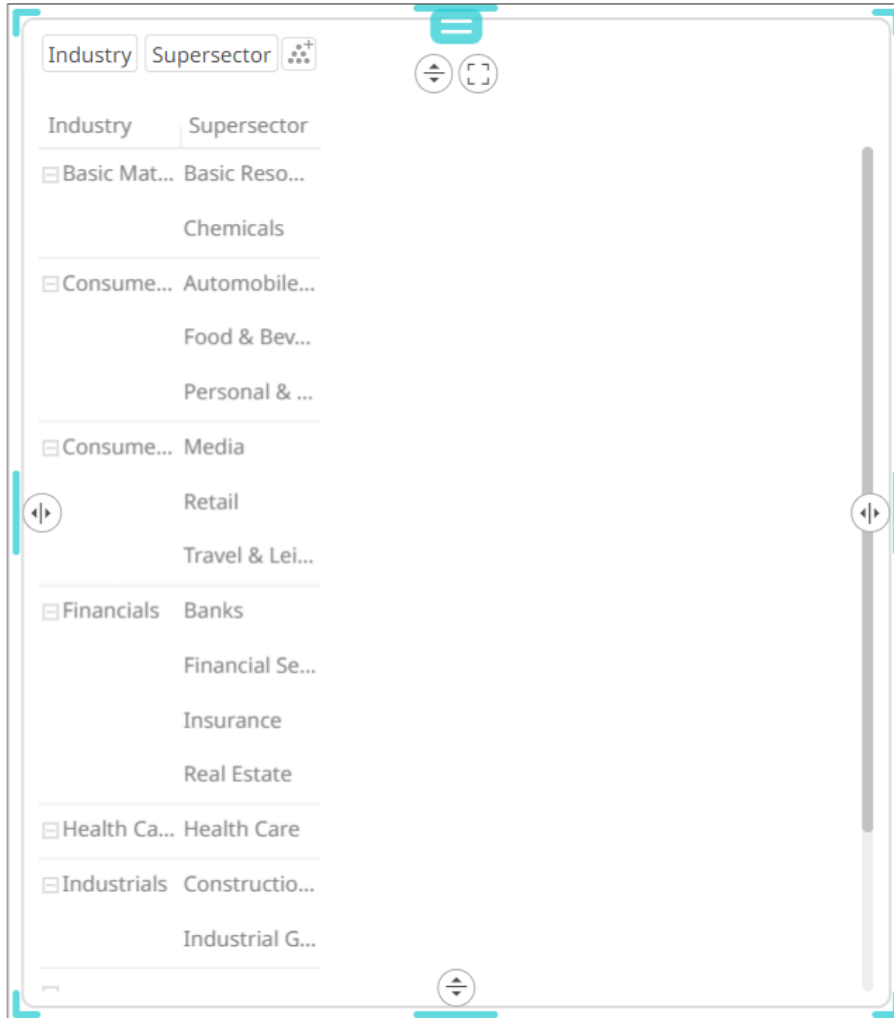 Industry Supersector
Industry Supersector
Basic Mat... Basic Reso...
Chemicals
Consume... Automobile...
Food & Bev...
Personal & ...
Consume... Media
Retail
Travel & Lei...
Financials Banks
Financial Se...
Insurance
Real Estate
Health Ca... Health Care
Industrials Constructio...
Industrial G...